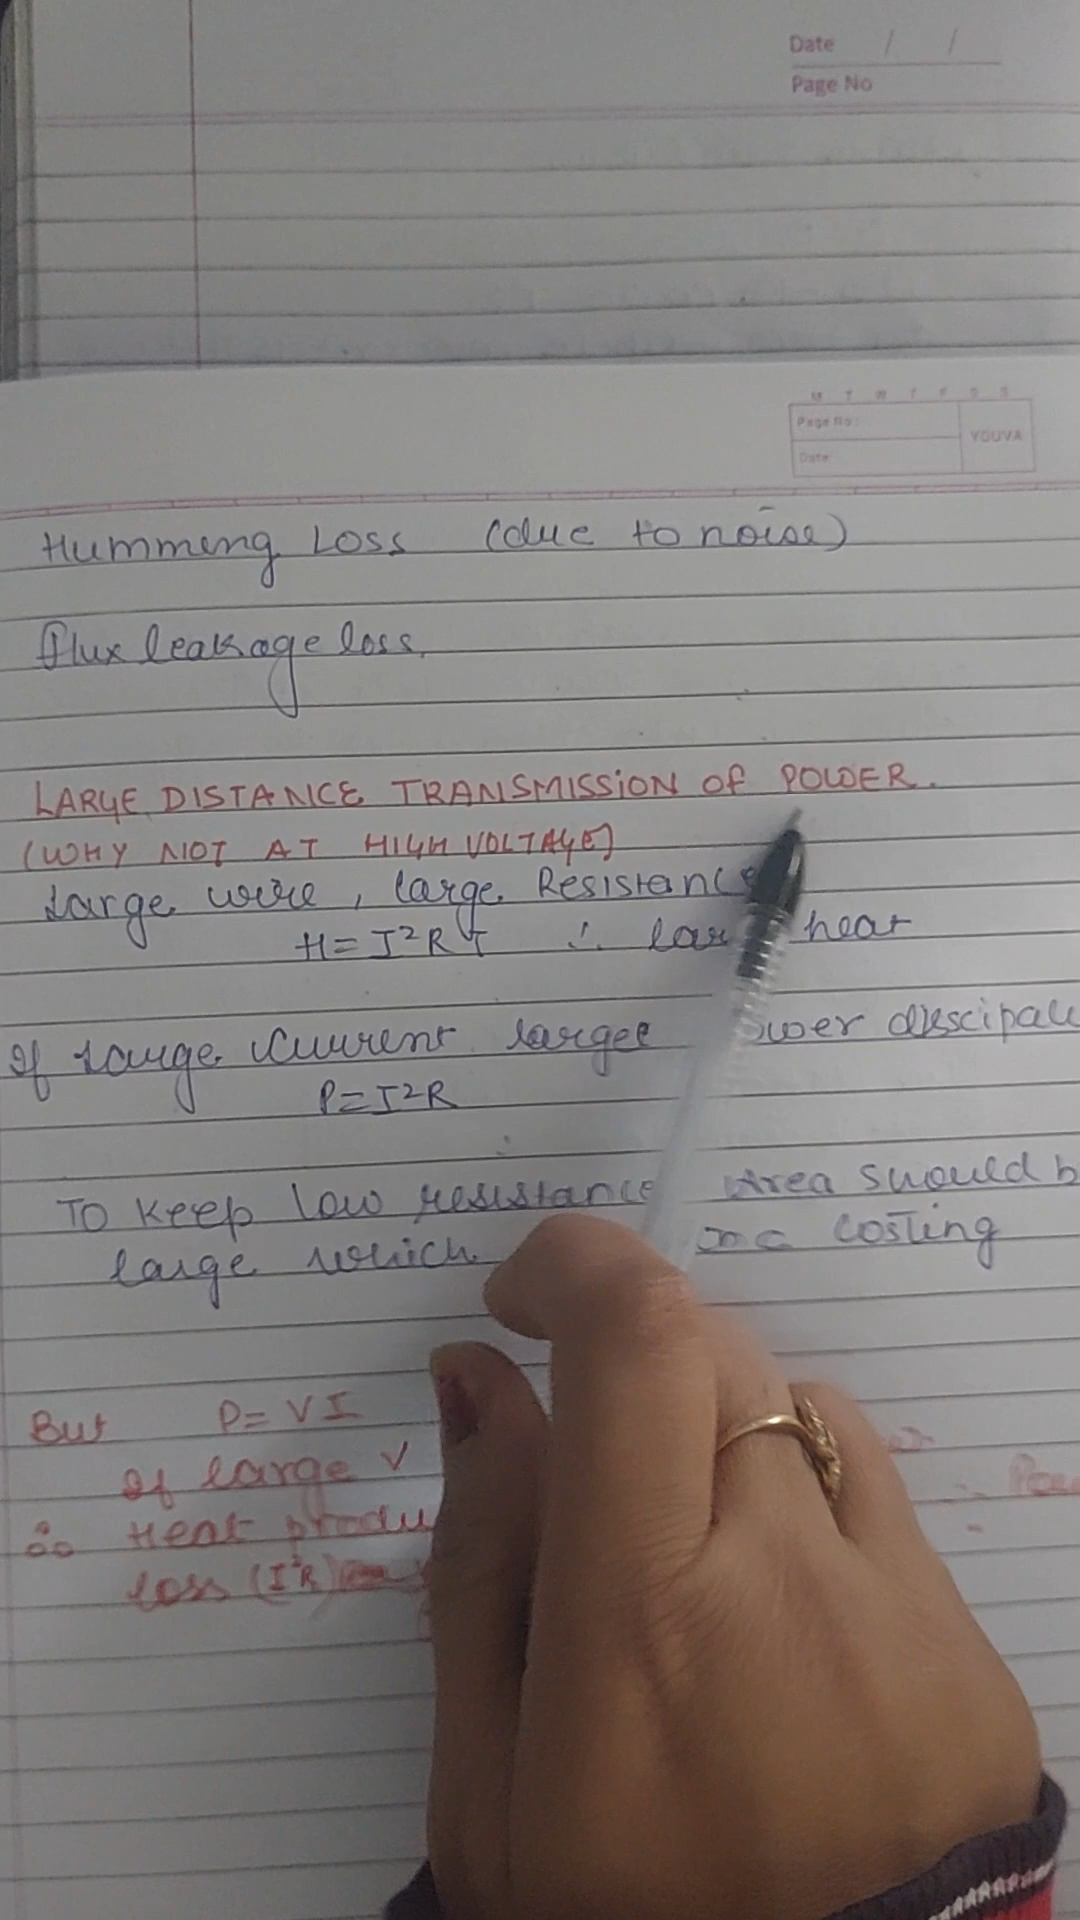 Date / /
Page No
M T W T F S S
Page No:
YOUVA
Date:
Humming Loss (due to noise)
flux leakage loss.
LARGE DISTANCE TRANSMISSION OF POWER.
(WHY NOT AT HIGH VOLTAGE)
Large wire, large Resistance
H = I²RT ∴ heat
If large current larger
P = I²R
To keep low resistance Area should b
large which costing
But P = VI
If large V
∴ Heat produ
loss (I²R)